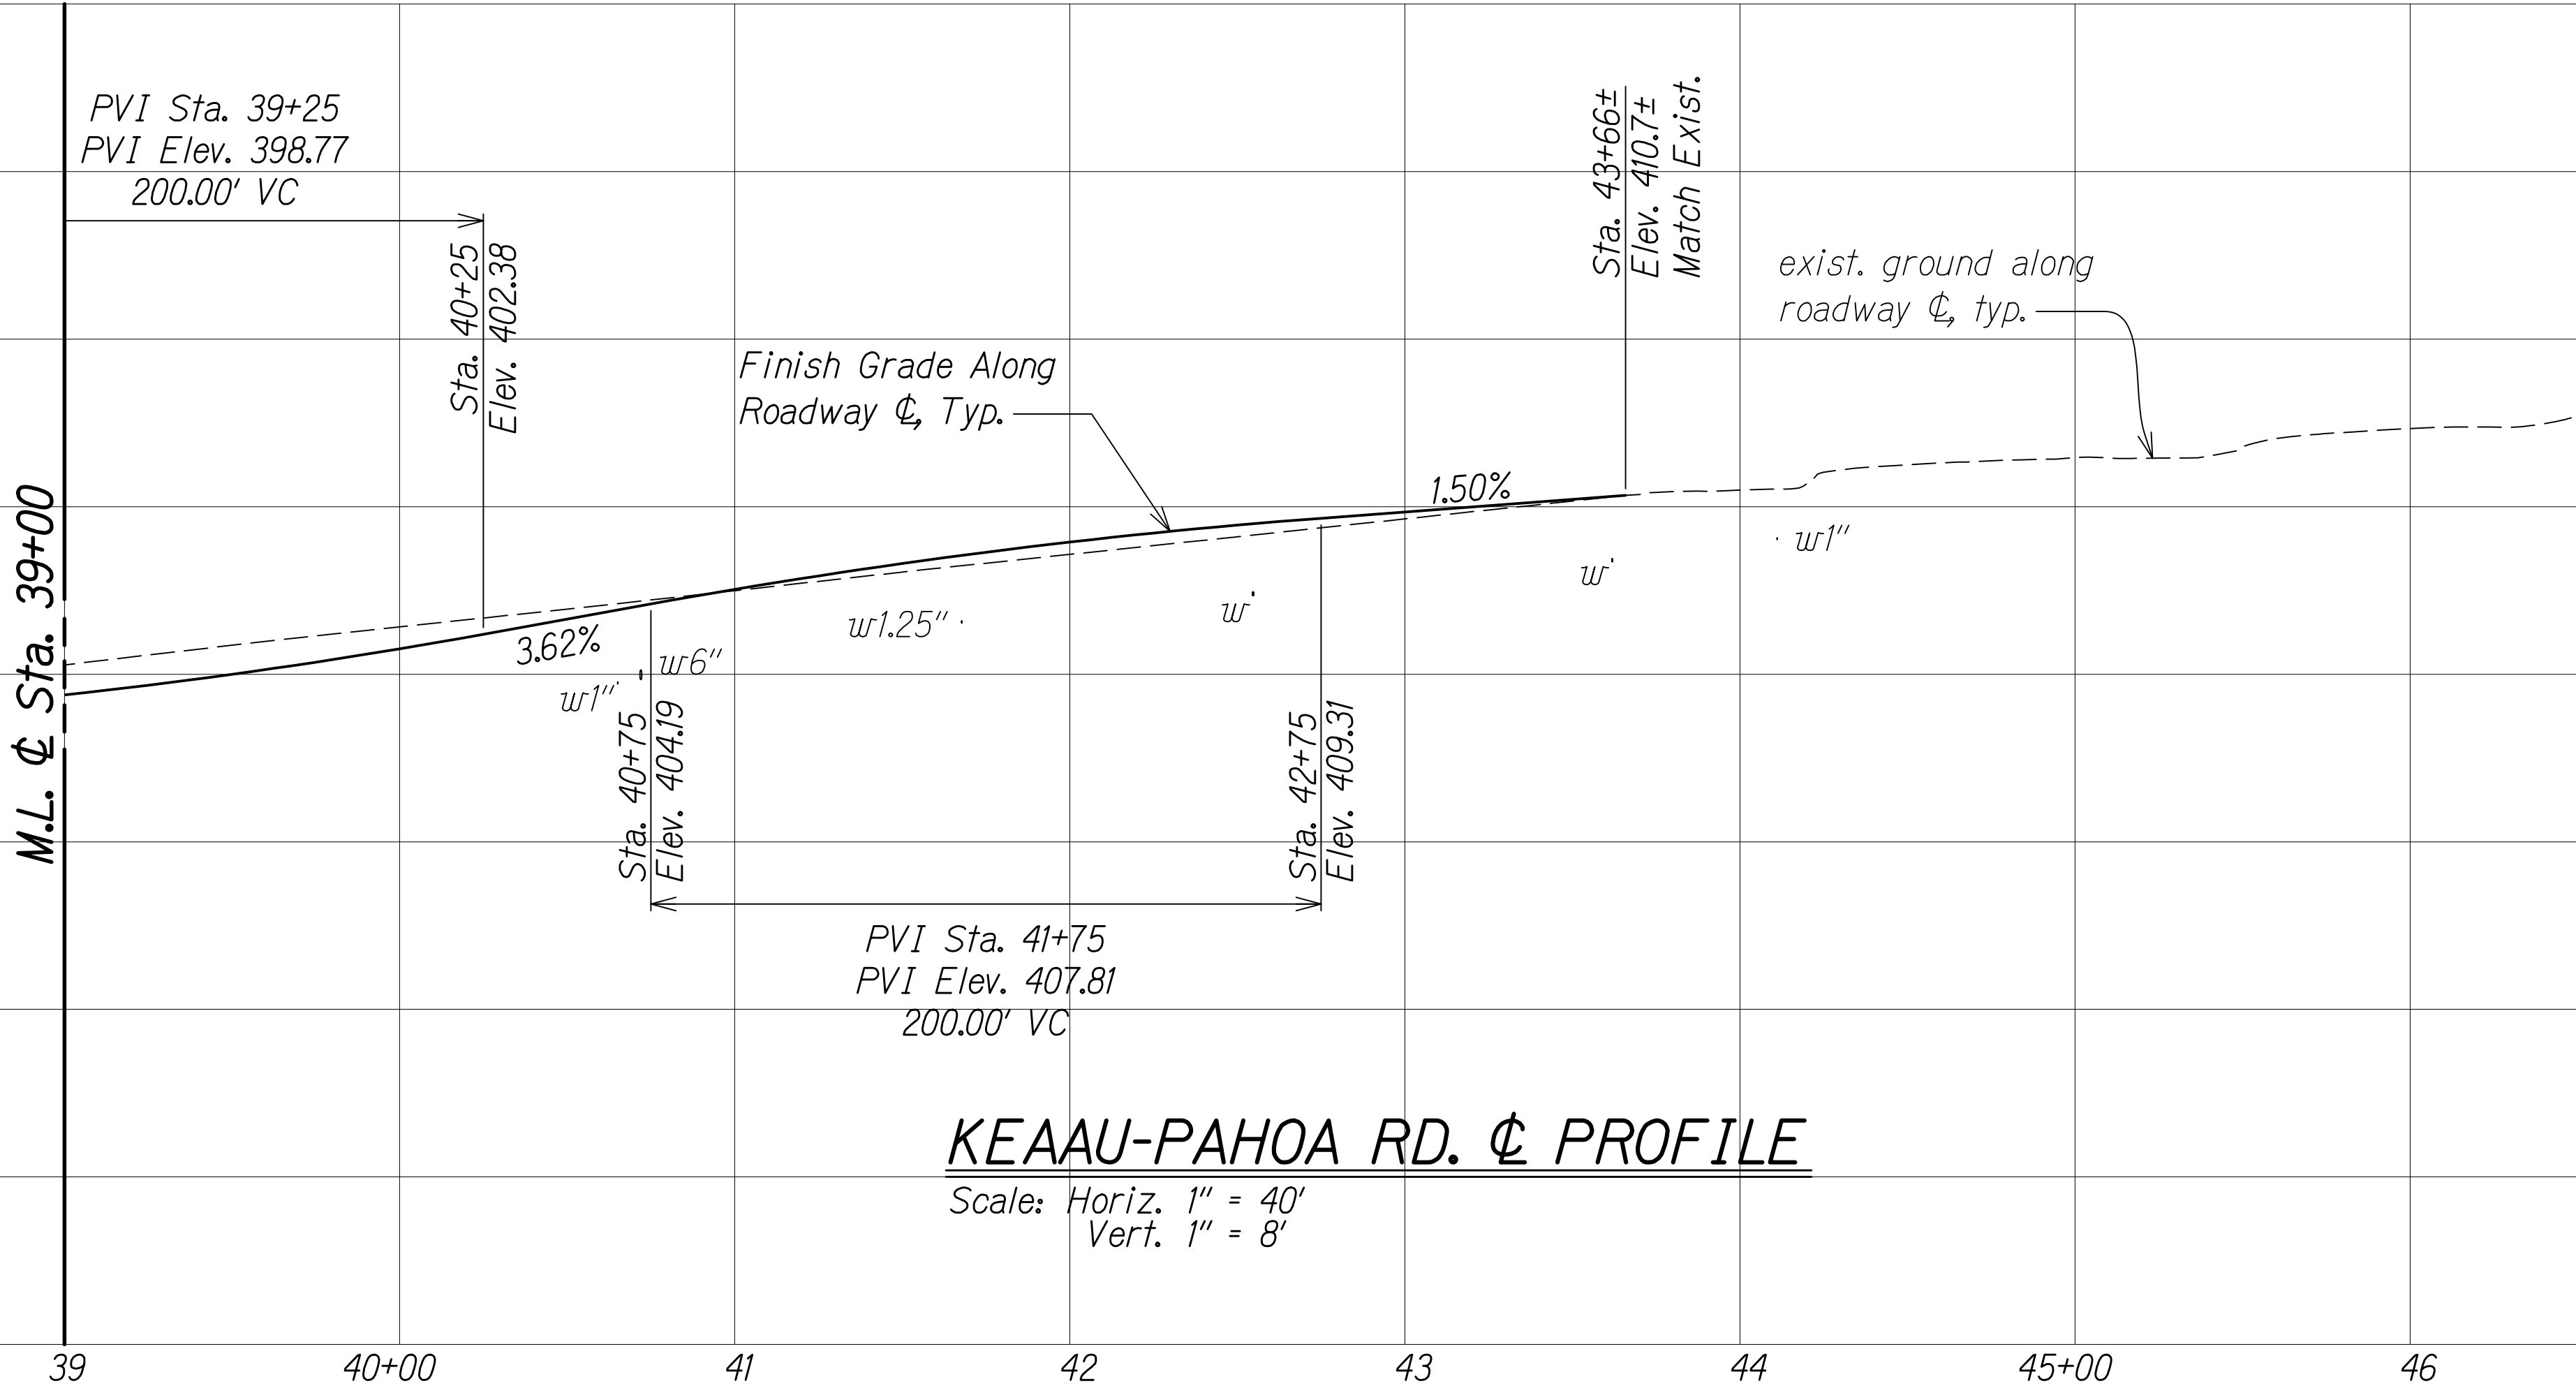 PVI Sta. 39+25
PVI Elev. 398.77
200.00' VC
Sta. 40+25
Elev. 402.38
Sta. 43+66±
Elev. 410.7±
Match Exist.
exist. ground along
roadway ℄, typ.
Finish Grade Along
Roadway ℄, Typ.
1.50%
M.L. ℄ Sta. 39+00
3.62%
w1"
w6"
w1.25"
w
w
w1"
Sta. 40+75
Elev. 404.19
Sta. 42+75
Elev. 409.31
PVI Sta. 41+75
PVI Elev. 407.81
200.00' VC
KEAAU-PAHOA RD. ℄ PROFILE
Scale: Horiz. 1" = 40'
Vert. 1" = 8'
39 40+00 41 42 43 44 45+00 46